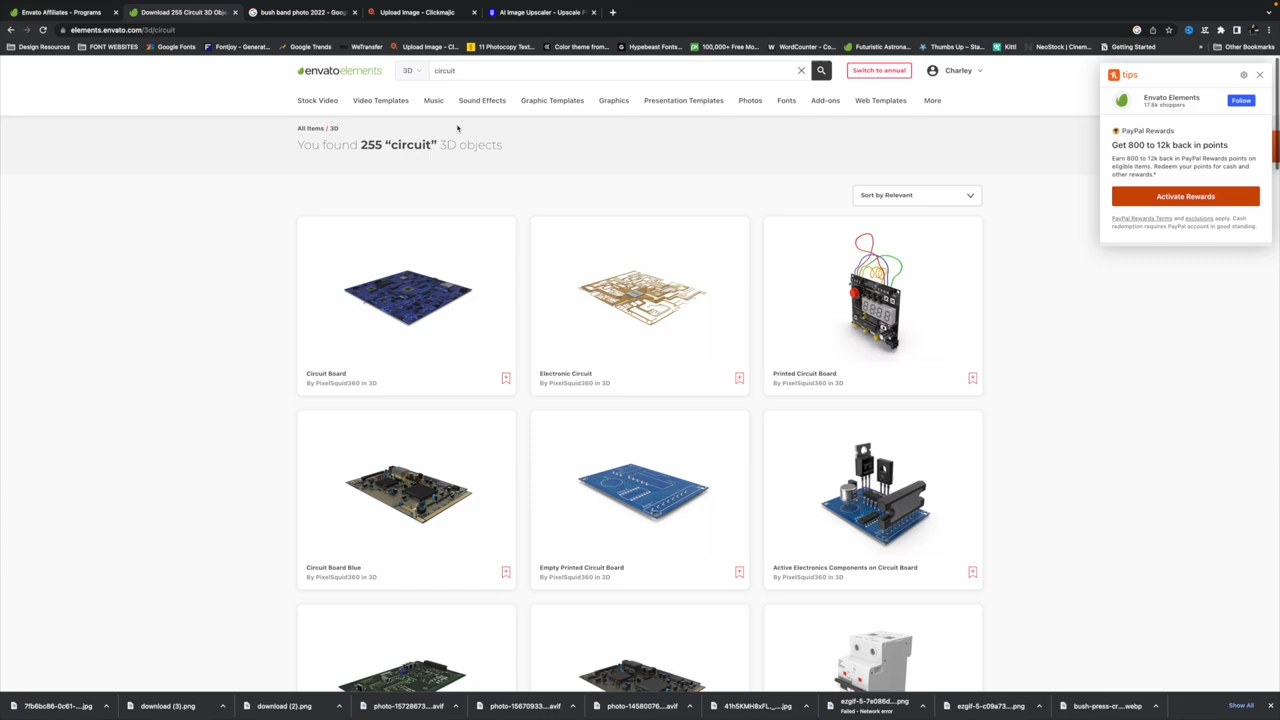 Envato Affiliates - Programs
Download 255 Circuit 3D Obje
bush band photo 2022 - Goog
Upload Image - Clickmajic
AI Image Upscaler - Upscale P
elements.envato.com/3d/circuit
Design Resources
FONT WEBSITES
Google Fonts
Fontjoy - Generat...
Google Trends
WeTransfer
Upload Image - Cl...
11 Photocopy Text...
Color theme from...
Hypebeast Fonts...
100,000+ Free Mo...
WordCounter - Co...
Futuristic Astrona...
Thumbs Up – Stea...
Kittl
NeoStock | Cinem...
Getting Started
»
Other Bookmarks
envatoelements
3D
circuit
Switch to annual
Charley
Stock Video
Video Templates
Music
Sound Effects
Graphic Templates
Graphics
Presentation Templates
Photos
Fonts
Add-ons
Web Templates
More
All Items / 3D
You found 255 “circuit” 3D objects
Sort by Relevant
tips
Envato Elements
17.8k shoppers
Follow
PayPal Rewards
Get 800 to 12k back in points
Earn 800 to 12k back in PayPal Rewards points on
eligible items. Redeem your points for cash and
other rewards.*
Activate Rewards
PayPal Rewards Terms and exclusions apply. Cash
redemption requires PayPal account in good standing.
Circuit Board
By PixelSquid360 in 3D
Electronic Circuit
By PixelSquid360 in 3D
Printed Circuit Board
By PixelSquid360 in 3D
Circuit Board Blue
By PixelSquid360 in 3D
Empty Printed Circuit Board
By PixelSquid360 in 3D
Active Electronics Components on Circuit Board
By PixelSquid360 in 3D
7fb6bc86-0c61-....jpg
download (3).png
download (2).png
photo-15728673....avif
photo-15670933....avif
photo-14580076....avif
41h5KMH8xFL._....jpg
ezgif-5-7e086d....png
Failed - Network error
ezgif-5-c09a73....png
bush-press-cr....webp
Show All